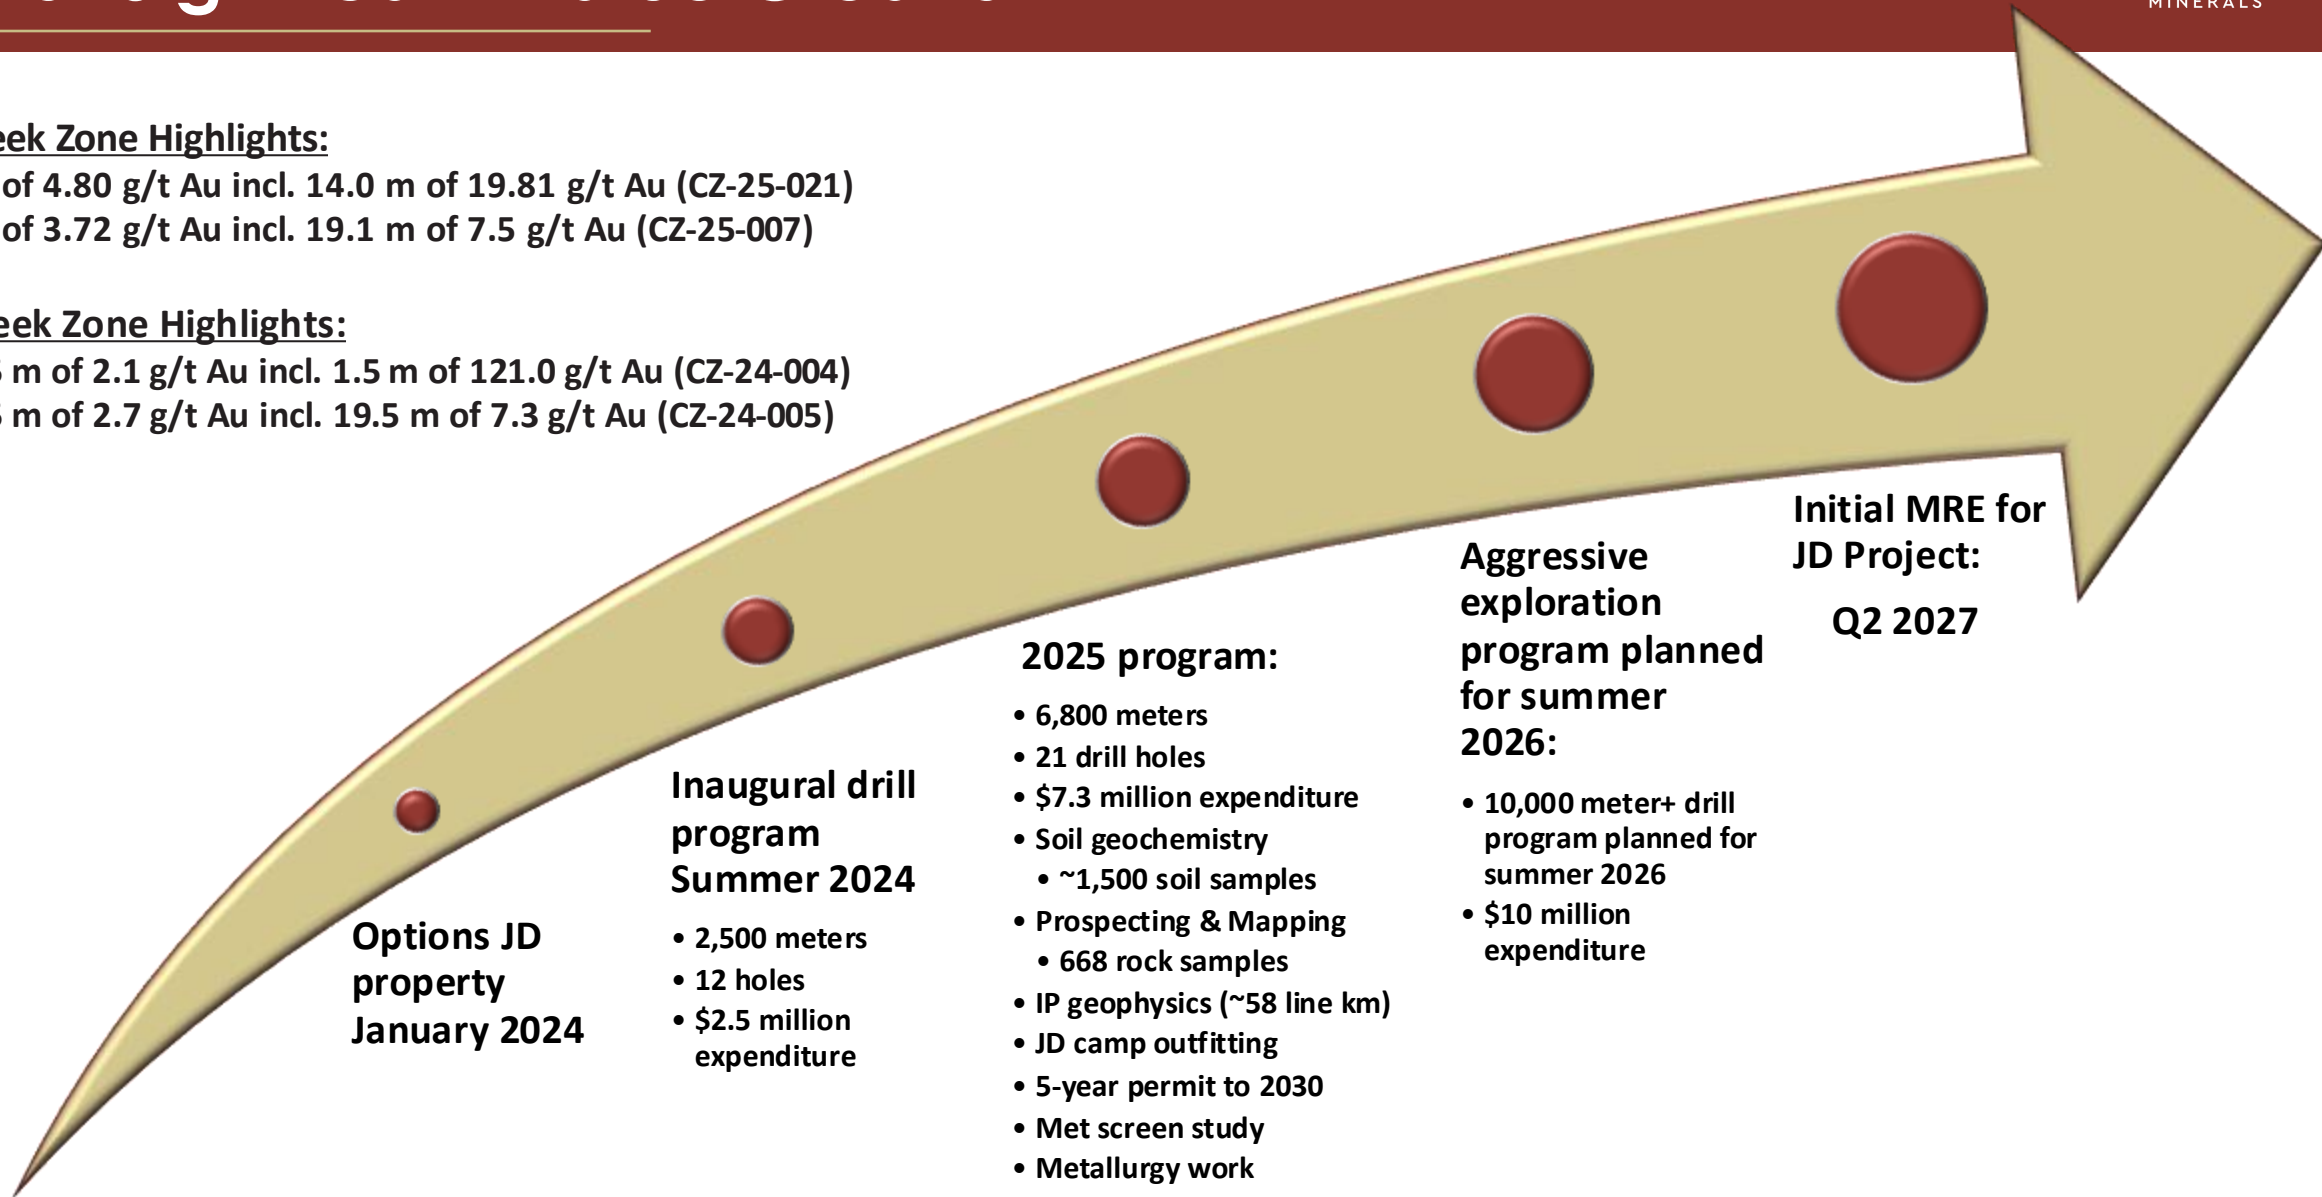 MINERALS
Zone Highlights:
of 4.80 g/t Au incl. 14.0 m of 19.81 g/t Au (CZ-25-021)
of 3.72 g/t Au incl. 19.1 m of 7.5 g/t Au (CZ-25-007)
Zone Highlights:
m of 2.1 g/t Au incl. 1.5 m of 121.0 g/t Au (CZ-24-004)
m of 2.7 g/t Au incl. 19.5 m of 7.3 g/t Au (CZ-24-005)
Options JD
property
January 2024
Inaugural drill
program
Summer 2024
• 2,500 meters
• 12 holes
• $2.5 million
expenditure
2025 program:
• 6,800 meters
• 21 drill holes
• $7.3 million expenditure
• Soil geochemistry
• ~1,500 soil samples
• Prospecting & Mapping
• 668 rock samples
• IP geophysics (~58 line km)
• JD camp outfitting
• 5-year permit to 2030
• Met screen study
• Metallurgy work
Aggressive
exploration
program planned
for summer
2026:
• 10,000 meter+ drill
program planned for
summer 2026
• $10 million
expenditure
Initial MRE for
JD Project:
Q2 2027